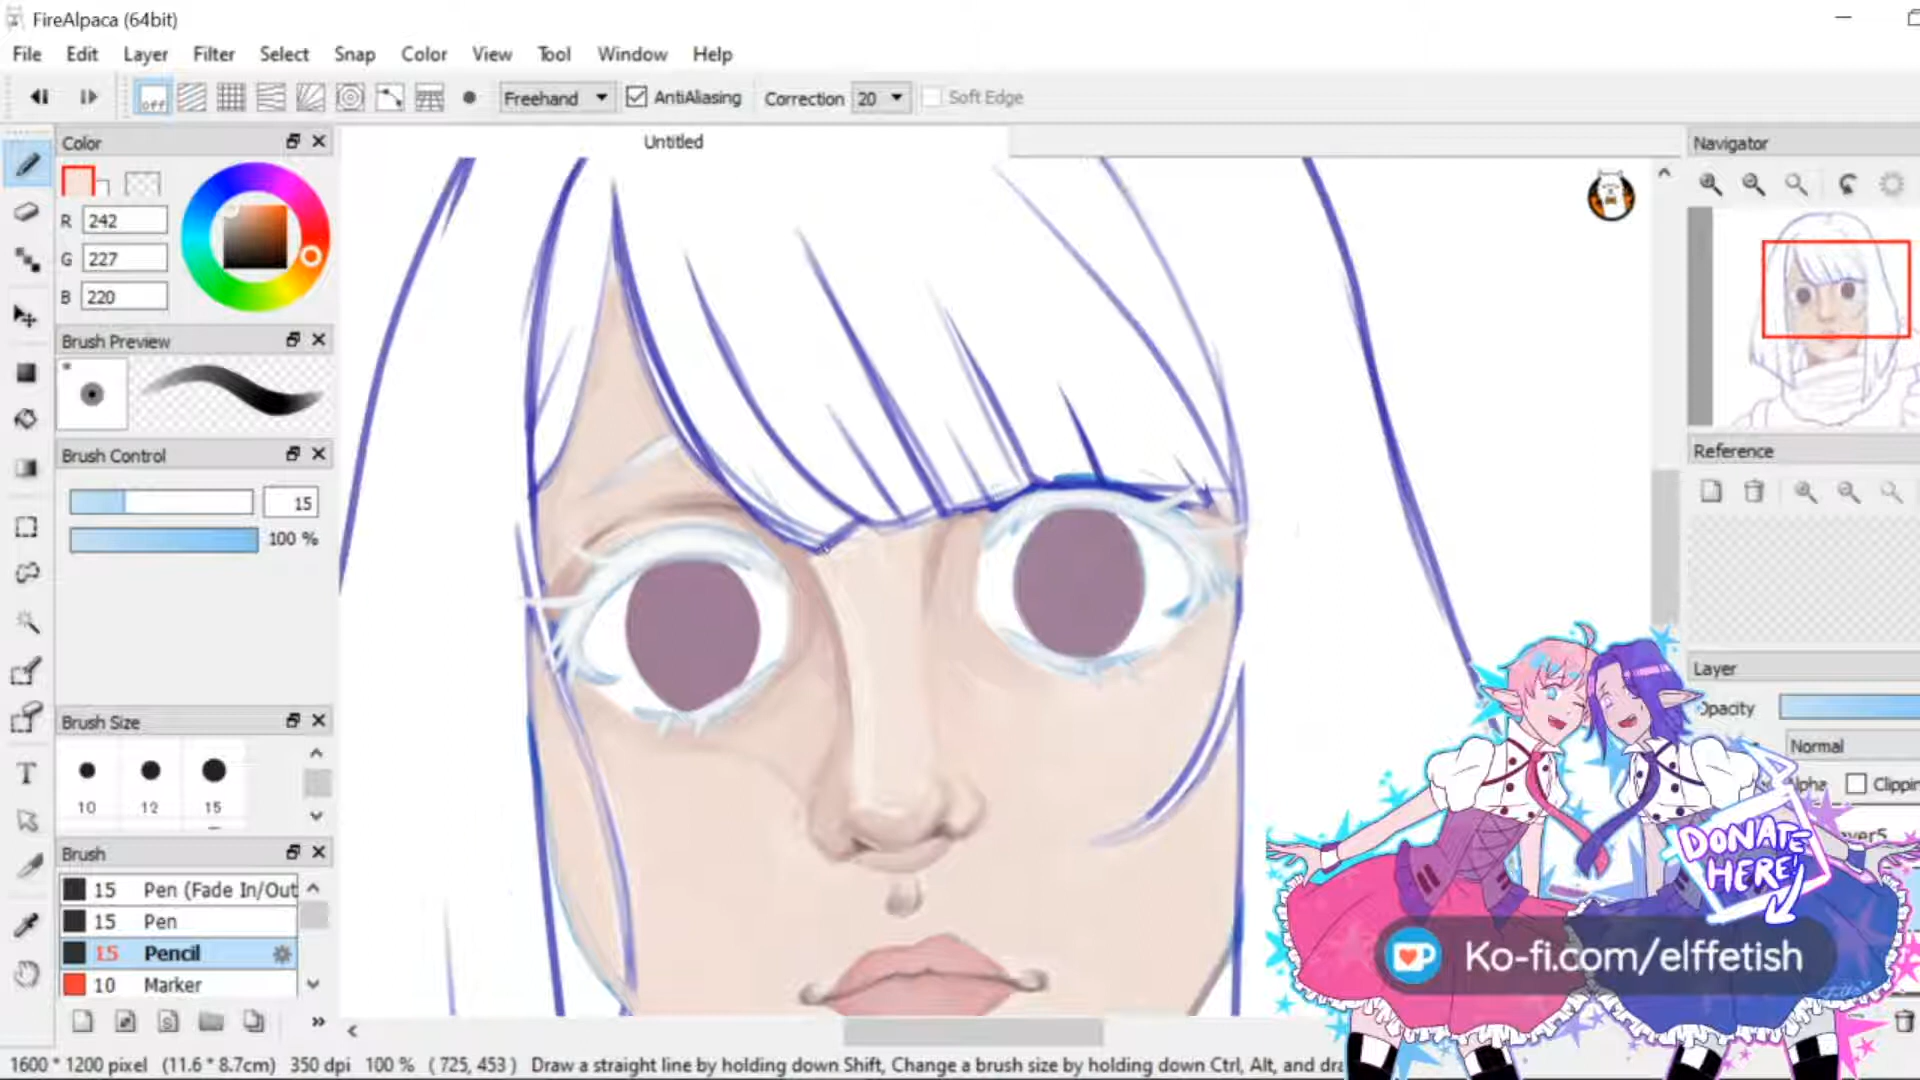 FireAlpaca (64bit)
File Edit Layer Filter Select Snap Color View Tool Window Help
off Freehand AntiAliasing Correction 20 Soft Edge
Color
Untitled
Navigator
R 242
G 227
B 220
Brush Preview
Brush Control
15
100 %
Reference
Layer
Opacity
Normal
Clippin
Brush Size
10 12 15
Brush
15 Pen (Fade In/Out
15 Pen
15 Pencil
10 Marker
DONATE
HERE!
Ko-fi.com/elffetish
T
1600 * 1200 pixel (11.6 * 8.7cm) 350 dpi 100 % ( 725, 453 ) Draw a straight line by holding down Shift, Change a brush size by holding down Ctrl, Alt, and dra